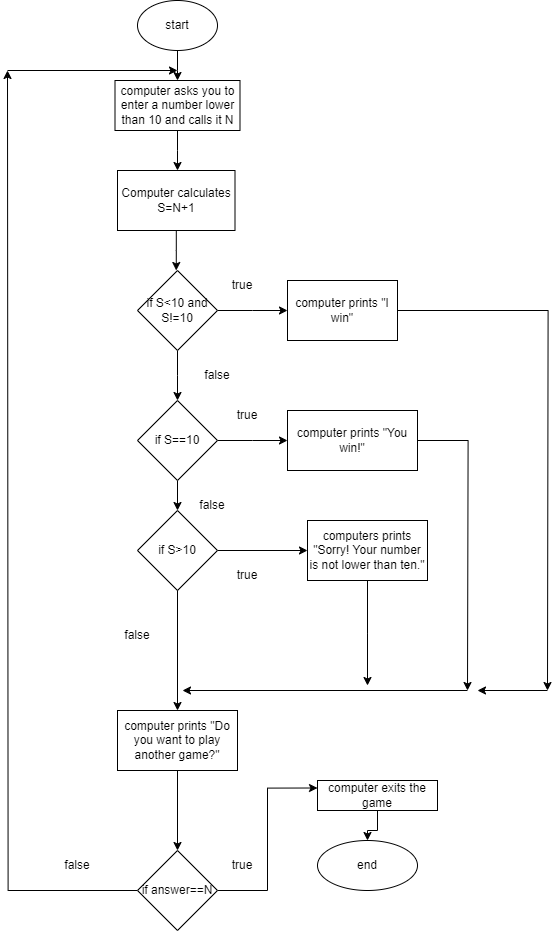 start
computer asks you to
enter a number lower
than 10 and calls it N
Computer calculates
S=N+1
if S<10 and
S!=10
true
computer prints "I
win"
false
if S==10
true
computer prints "You
win!"
false
if S>10
true
computers prints
"Sorry! Your number
is not lower than ten."
false
computer prints "Do
you want to play
another game?"
computer exits the
game
false
if answer==N
true
end